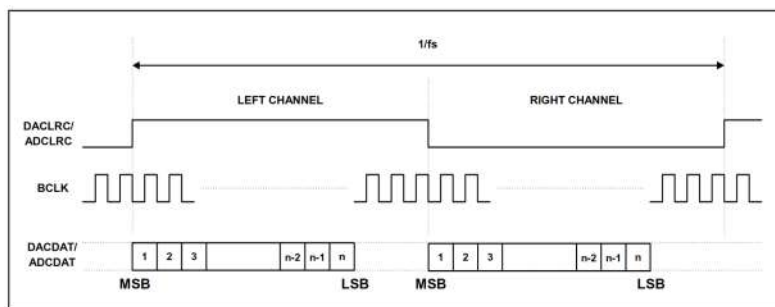 1/fs
LEFT CHANNEL RIGHT CHANNEL
DACLRC/
ADCLRC
BCLK
DACDAT/
ADCDAT
1 2 3 n-2 n-1 n 1 2 3 n-2 n-1 n
MSB LSB MSB LSB